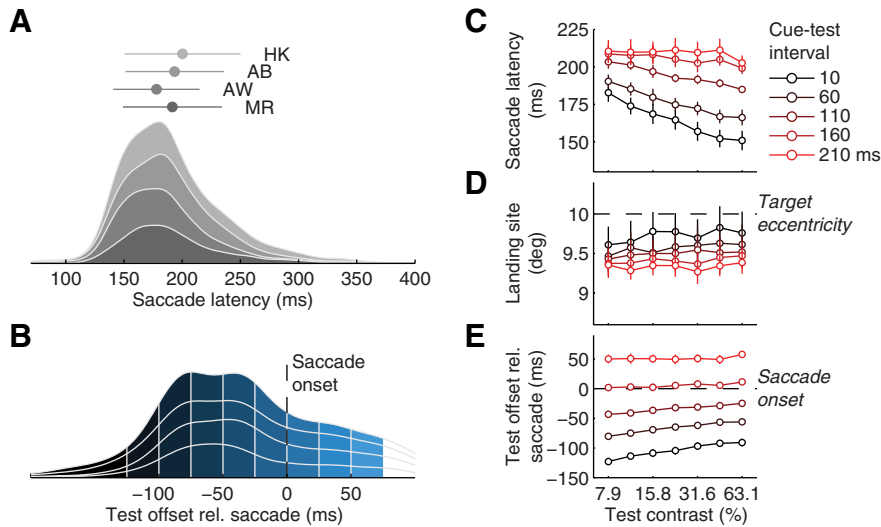 A
HK
AB
AW
MR
100 150 200 250 300 350 400
Saccade latency (ms)
B
Saccade
onset
−100 −50 0 50
Test offset rel. saccade (ms)
C
225
200
175
150
Saccade latency
(ms)
Cue-test
interval
10
60
110
160
210 ms
D
10
9.5
9
Landing site
(deg)
Target
eccentricity
E
50
0
−50
−100
−150
Test offset rel.
saccade (ms)
Saccade
onset
7.9 15.8 31.6 63.1
Test contrast (%)